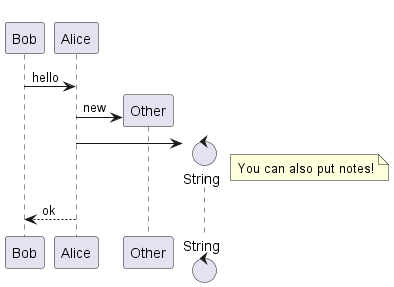 Bob
Alice
hello
new
Other
String
You can also put notes!
ok
Bob
Alice
Other
String